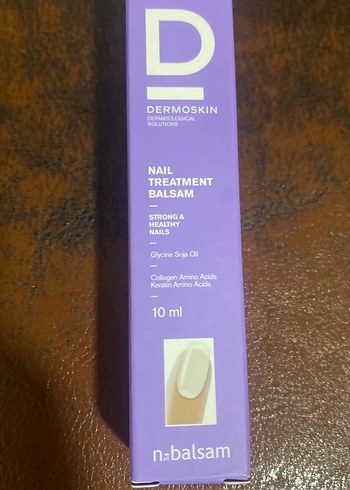 D
DERMOSKIN
DERMATOLOGICAL
SOLUTIONS
NAIL
TREATMENT
BALSAM
STRONG &
HEALTHY
NAILS
Glycine Soja Oil
Collagen Amino Acids
Keratin Amino Acids
10 ml
n-balsam